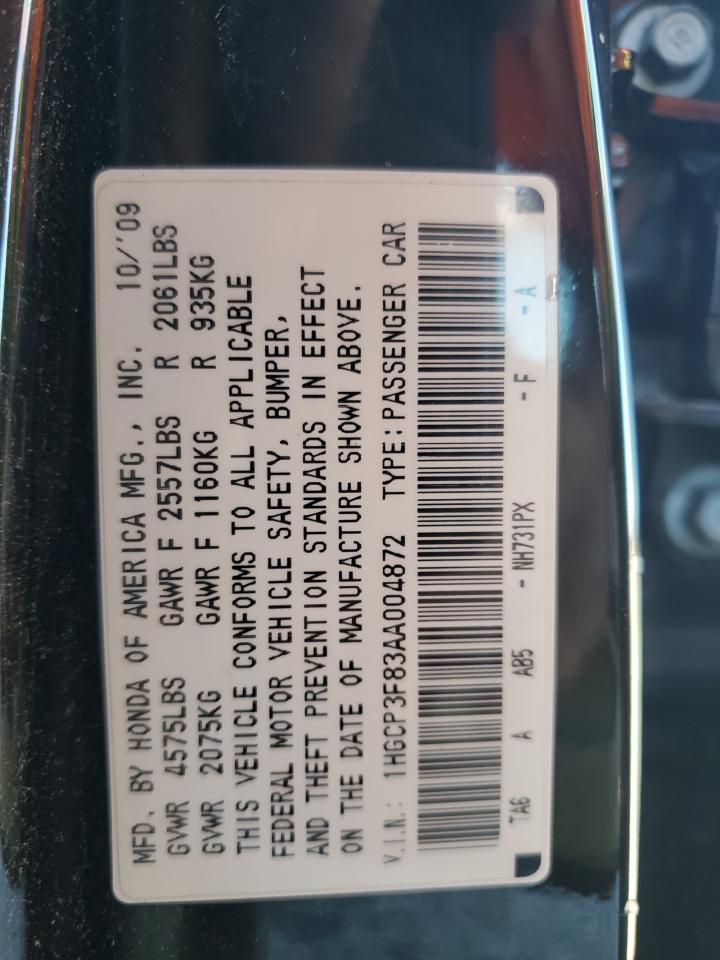 MFD. BY HONDA OF AMERICA MFG., INC. 10/'09
GVWR 4575LBS GAWR F 2557LBS R 2061LBS
GVWR 2075KG GAWR F 1160KG R 935KG
THIS VEHICLE CONFORMS TO ALL APPLICABLE
FEDERAL MOTOR VEHICLE SAFETY, BUMPER,
AND THEFT PREVENTION STANDARDS IN EFFECT
ON THE DATE OF MANUFACTURE SHOWN ABOVE.
V.I.N.: 1HGCP3F83AA004872 TYPE: PASSENGER CAR
TA6 A AB5 - NH731PX - F - A